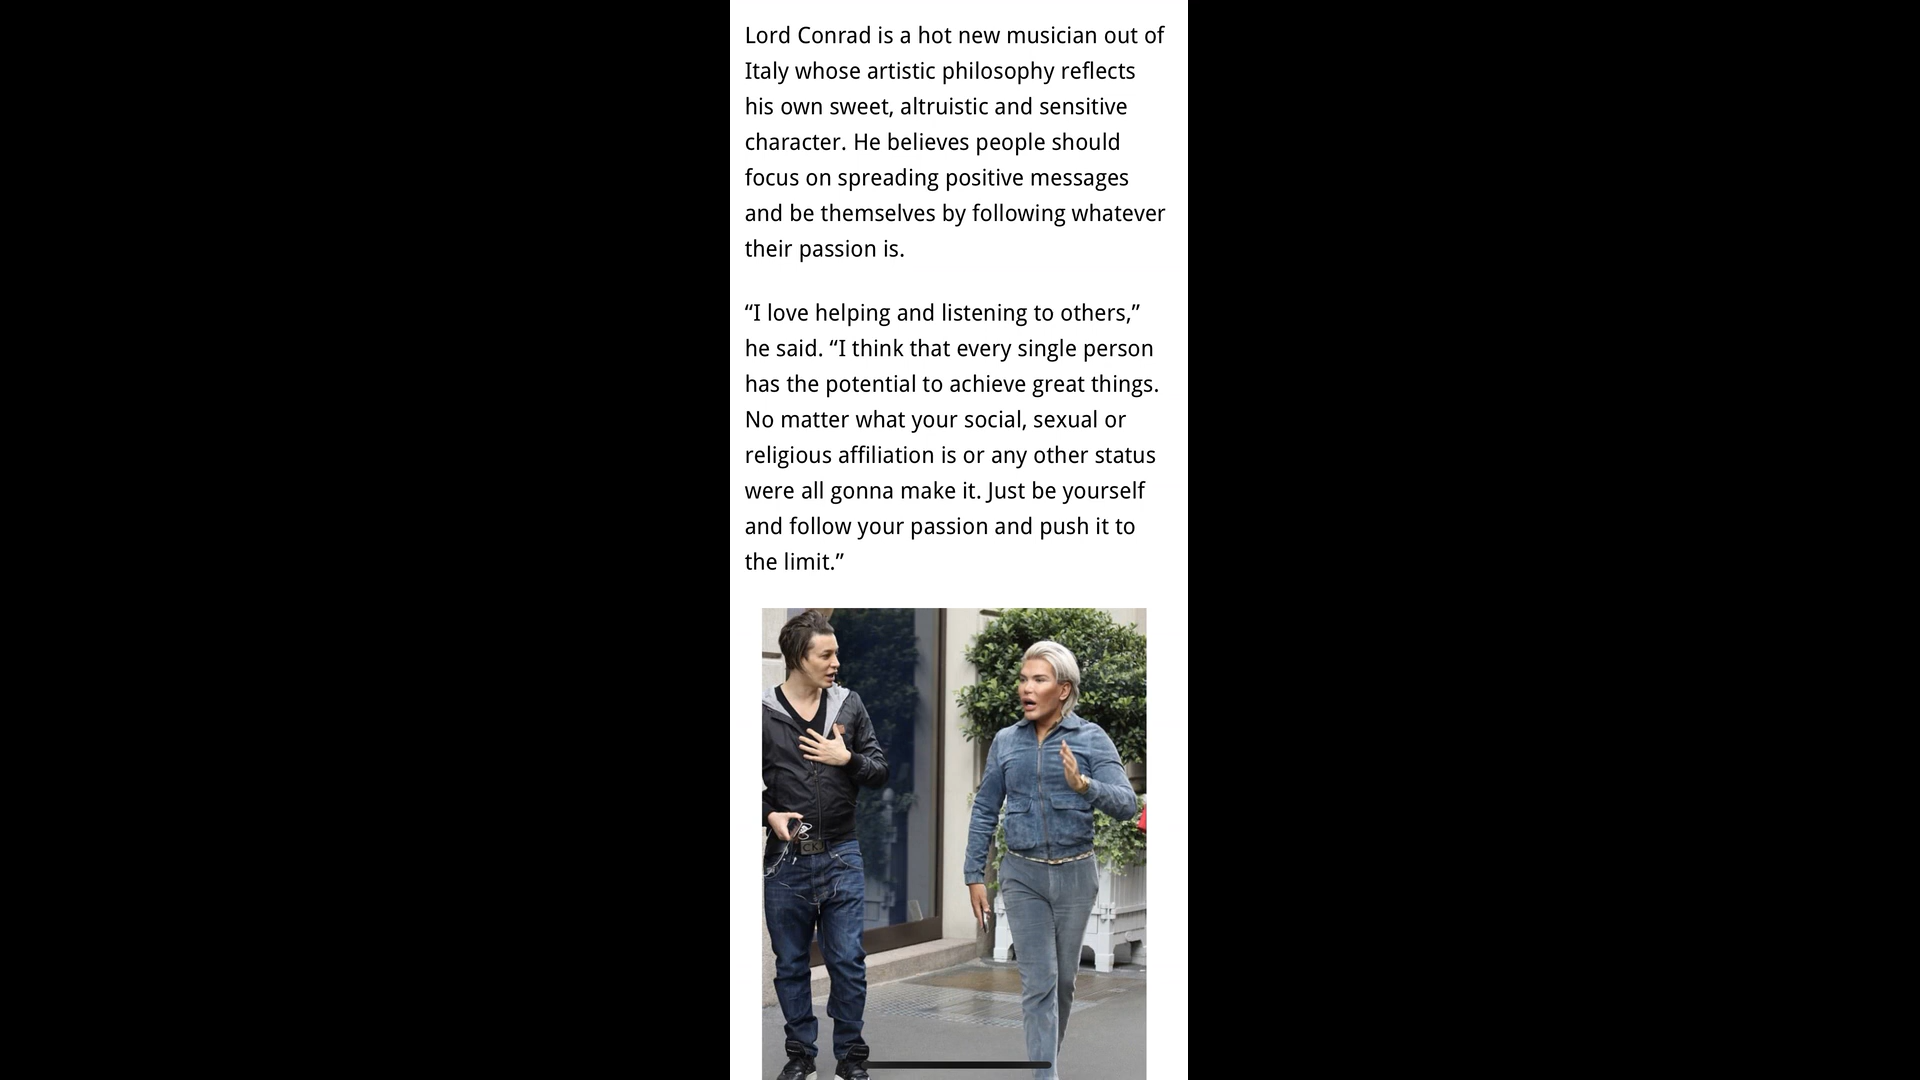 Lord Conrad is a hot new musician out of
Italy whose artistic philosophy reflects
his own sweet, altruistic and sensitive
character. He believes people should
focus on spreading positive messages
and be themselves by following whatever
their passion is.
“I love helping and listening to others,”
he said. “I think that every single person
has the potential to achieve great things.
No matter what your social, sexual or
religious affiliation is or any other status
were all gonna make it. Just be yourself
and follow your passion and push it to
the limit.”
CK